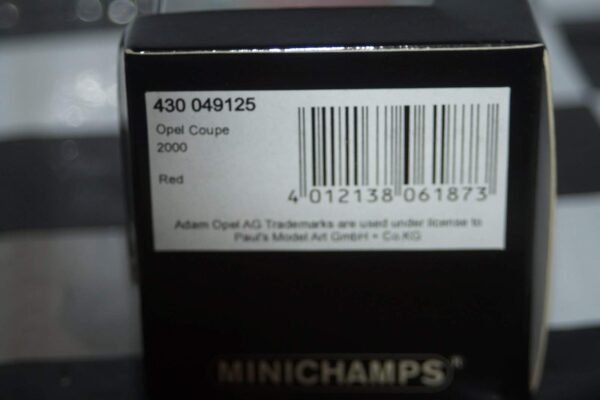 430 049125
Opel Coupe
2000
Red
4 012138 061873
Adam Opel AG Trademarks are used under license to
Paul's Model Art GmbH + Co.KG
MINICHAMPS®